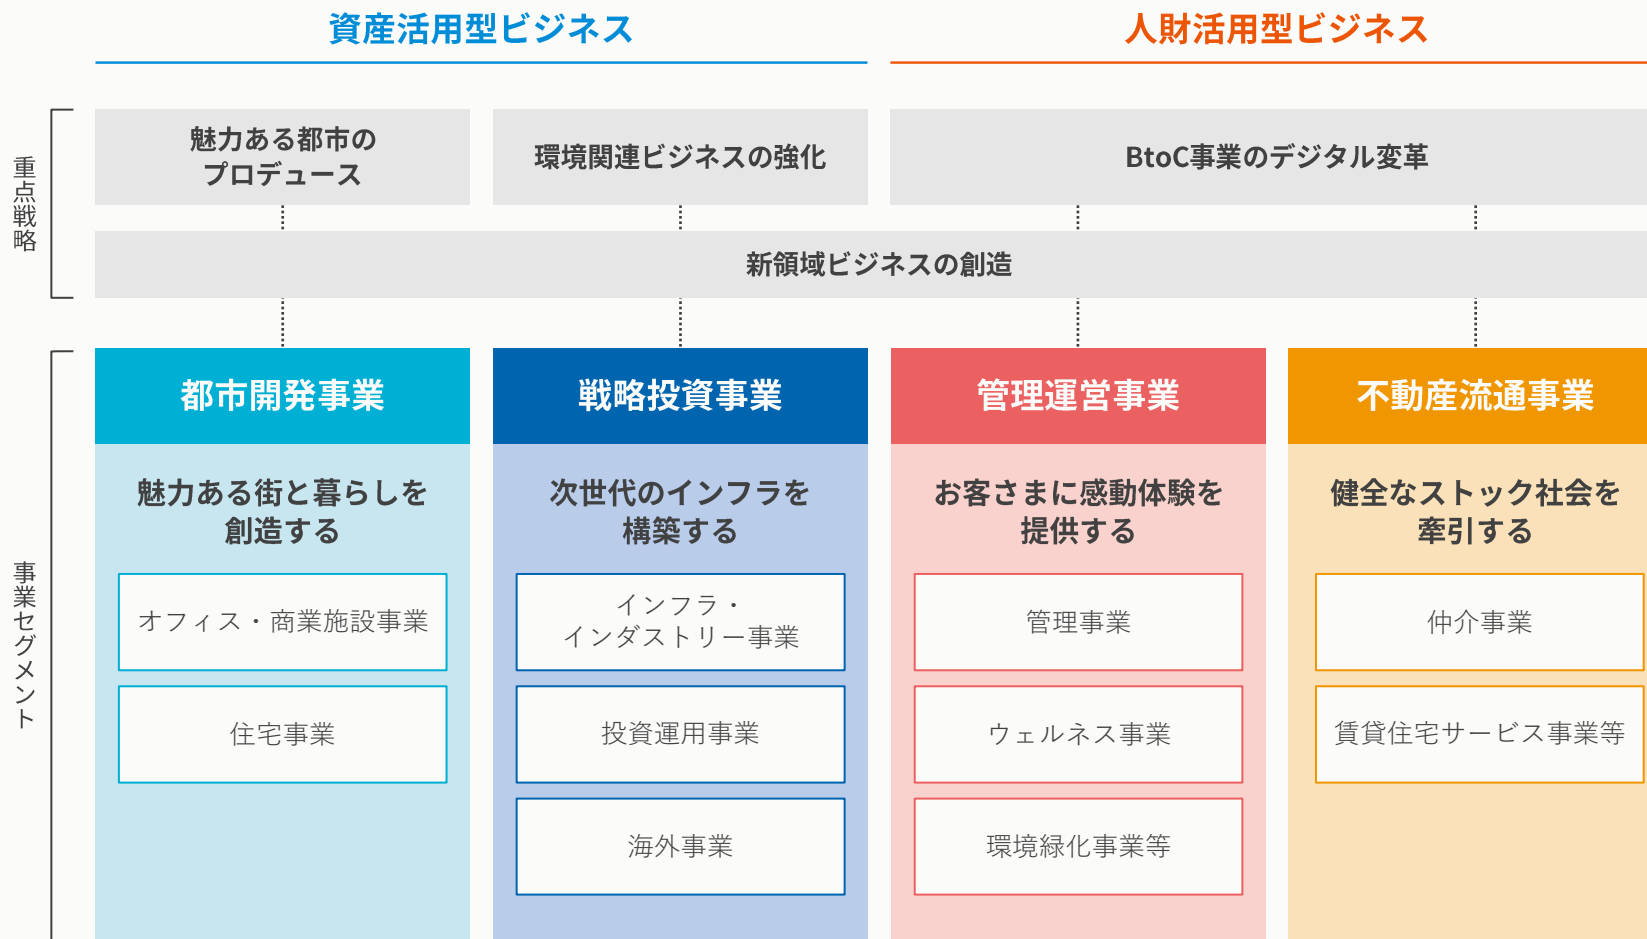 資産活用型ビジネス
人財活用型ビジネス
重点戦略
魅力ある都市の
プロデュース
環境関連ビジネスの強化
BtoC事業のデジタル変革
新領域ビジネスの創造
事業セグメント
都市開発事業
魅力ある街と暮らしを
創造する
オフィス・商業施設事業
住宅事業
戦略投資事業
次世代のインフラを
構築する
インフラ・
インダストリー事業
投資運用事業
海外事業
管理運営事業
お客さまに感動体験を
提供する
管理事業
ウェルネス事業
環境緑化事業等
不動産流通事業
健全なストック社会を
牽引する
仲介事業
賃貸住宅サービス事業等